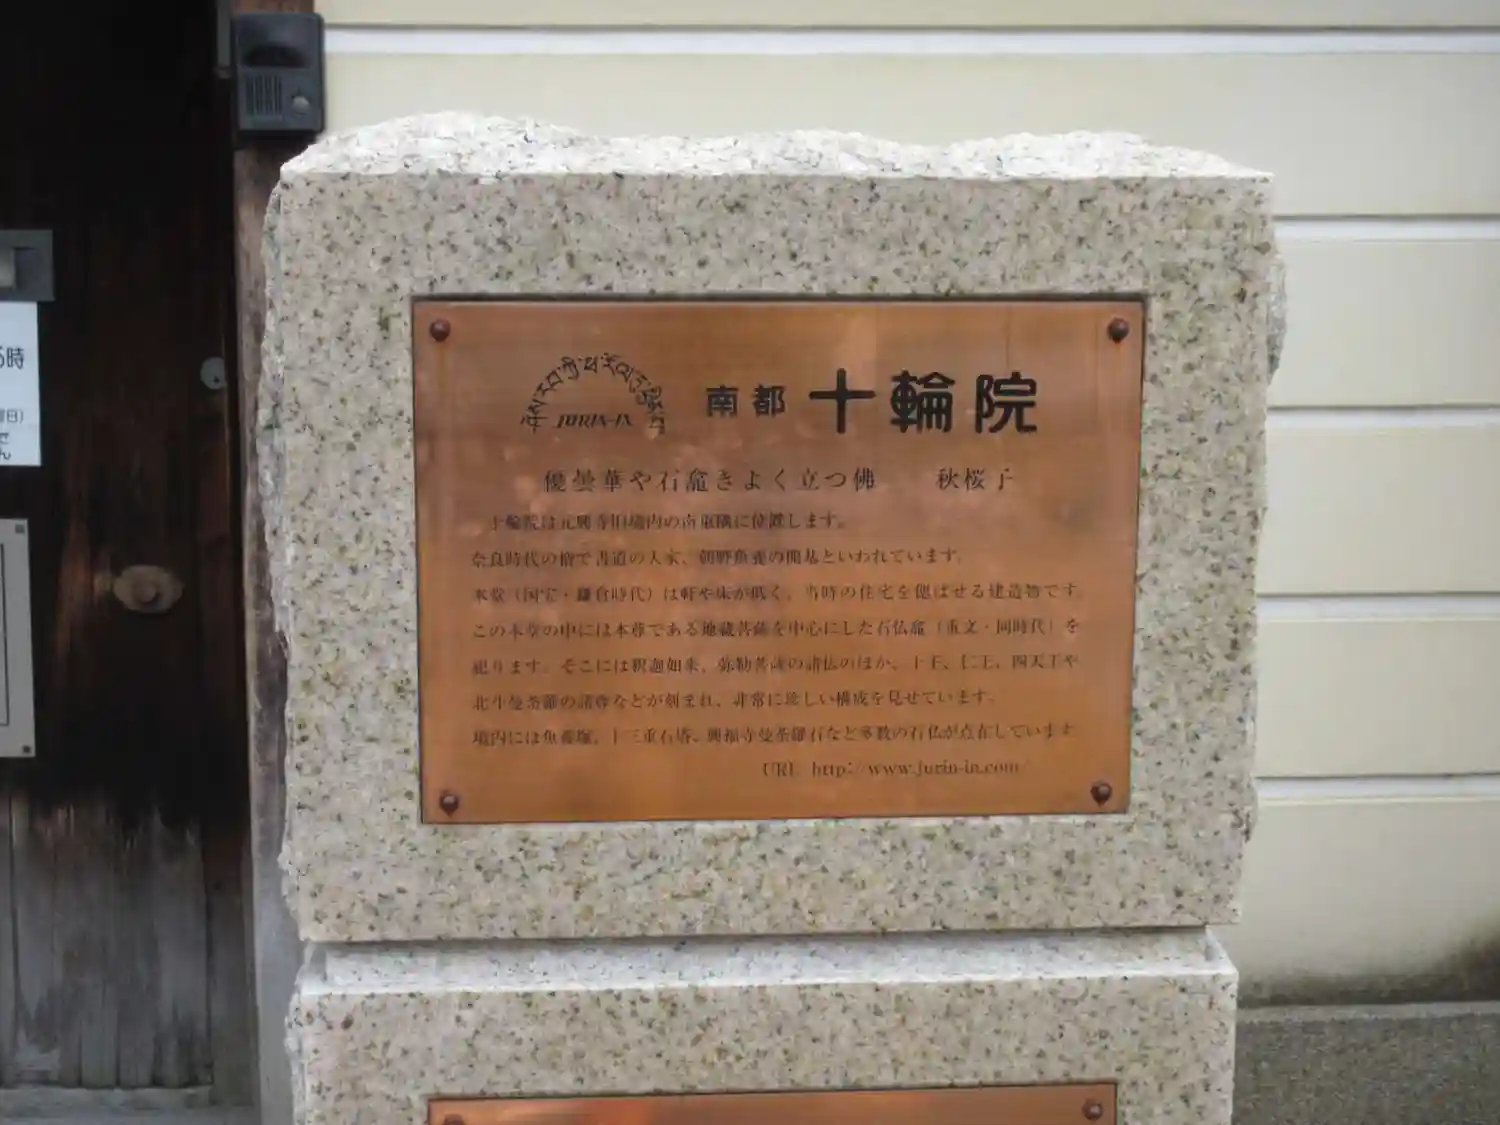 JURIN-IN
南都 十輪院
優曇華や石龕きよく立つ佛 秋桜子
十輪院は元興寺旧境内の南東隅に位置します。
奈良時代の僧で書道の大家、朝野魚養の開基といわれています。
本堂（国宝・鎌倉時代）は軒や床が低く、当時の住宅を偲ばせる建造物です。
この本堂の中には本尊である地蔵菩薩を中心にした石仏龕（重文・同時代）を
祀ります。そこには釈迦如来、弥勒菩薩の諸仏のほか、十王、仁王、四天王や
北斗曼荼羅の諸尊などが刻まれ、非常に珍しい構成を見せています。
境内には魚養塚、十三重石塔、興福寺曼荼羅石など多数の石仏が点在しています。
URL http://www.jurin-in.com/
6時
曜日）
で
ん